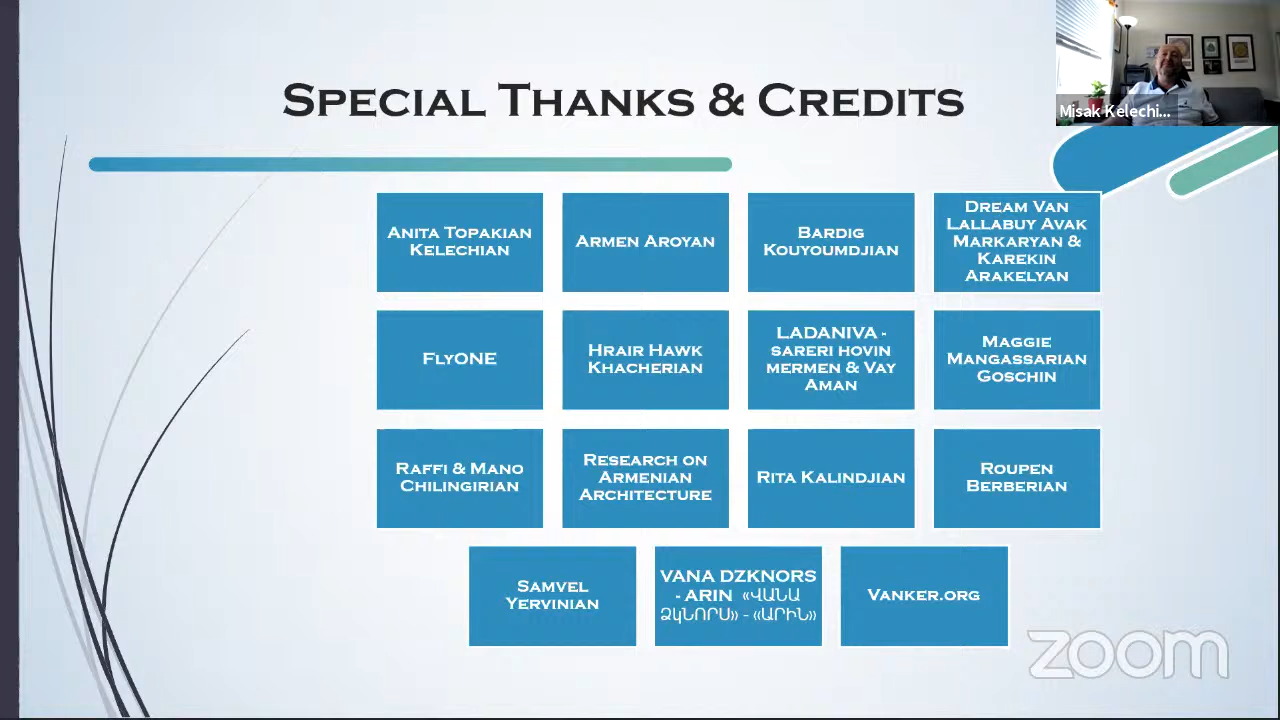 SPECIAL THANKS & CREDITS
Misak Kelechi...
ANITA TOPAKIAN
KELECHIAN
ARMEN AROYAN
BARDIG
KOUYOUMDJIAN
DREAM VAN
LALLABUY AVAK
MARKARYAN &
KAREKIN
ARAKELYAN
FLYONE
HRAIR HAWK
KHACHERIAN
LADANIVA -
SARERI HOVIN
MERMEN & VAY
AMAN
MAGGIE
MANGASSARIAN
GOSCHIN
RAFFI & MANO
CHILINGIRIAN
RESEARCH ON
ARMENIAN
ARCHITECTURE
RITA KALINDJIAN
ROUPEN
BERBERIAN
SAMVEL
YERVINIAN
VANA DZKNORS
- ARIN «ՎԱՆԱ
ՁԿՆՈՐՍ» - «ԱՐԻՆ»
VANKER.ORG
zoom